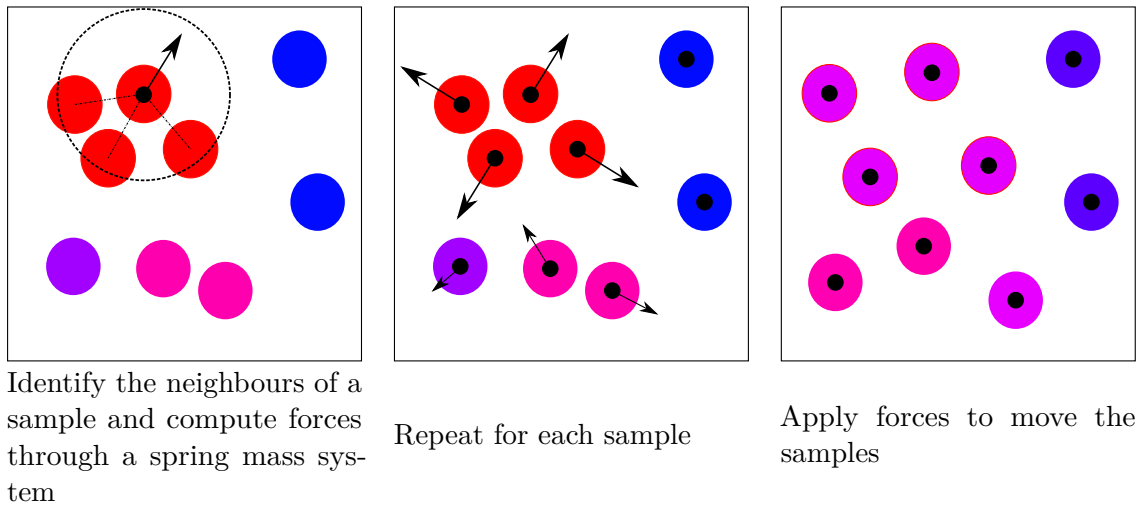 Identify the neighbours of a
sample and compute forces
through a spring mass sys-
tem
Repeat for each sample
Apply forces to move the
samples